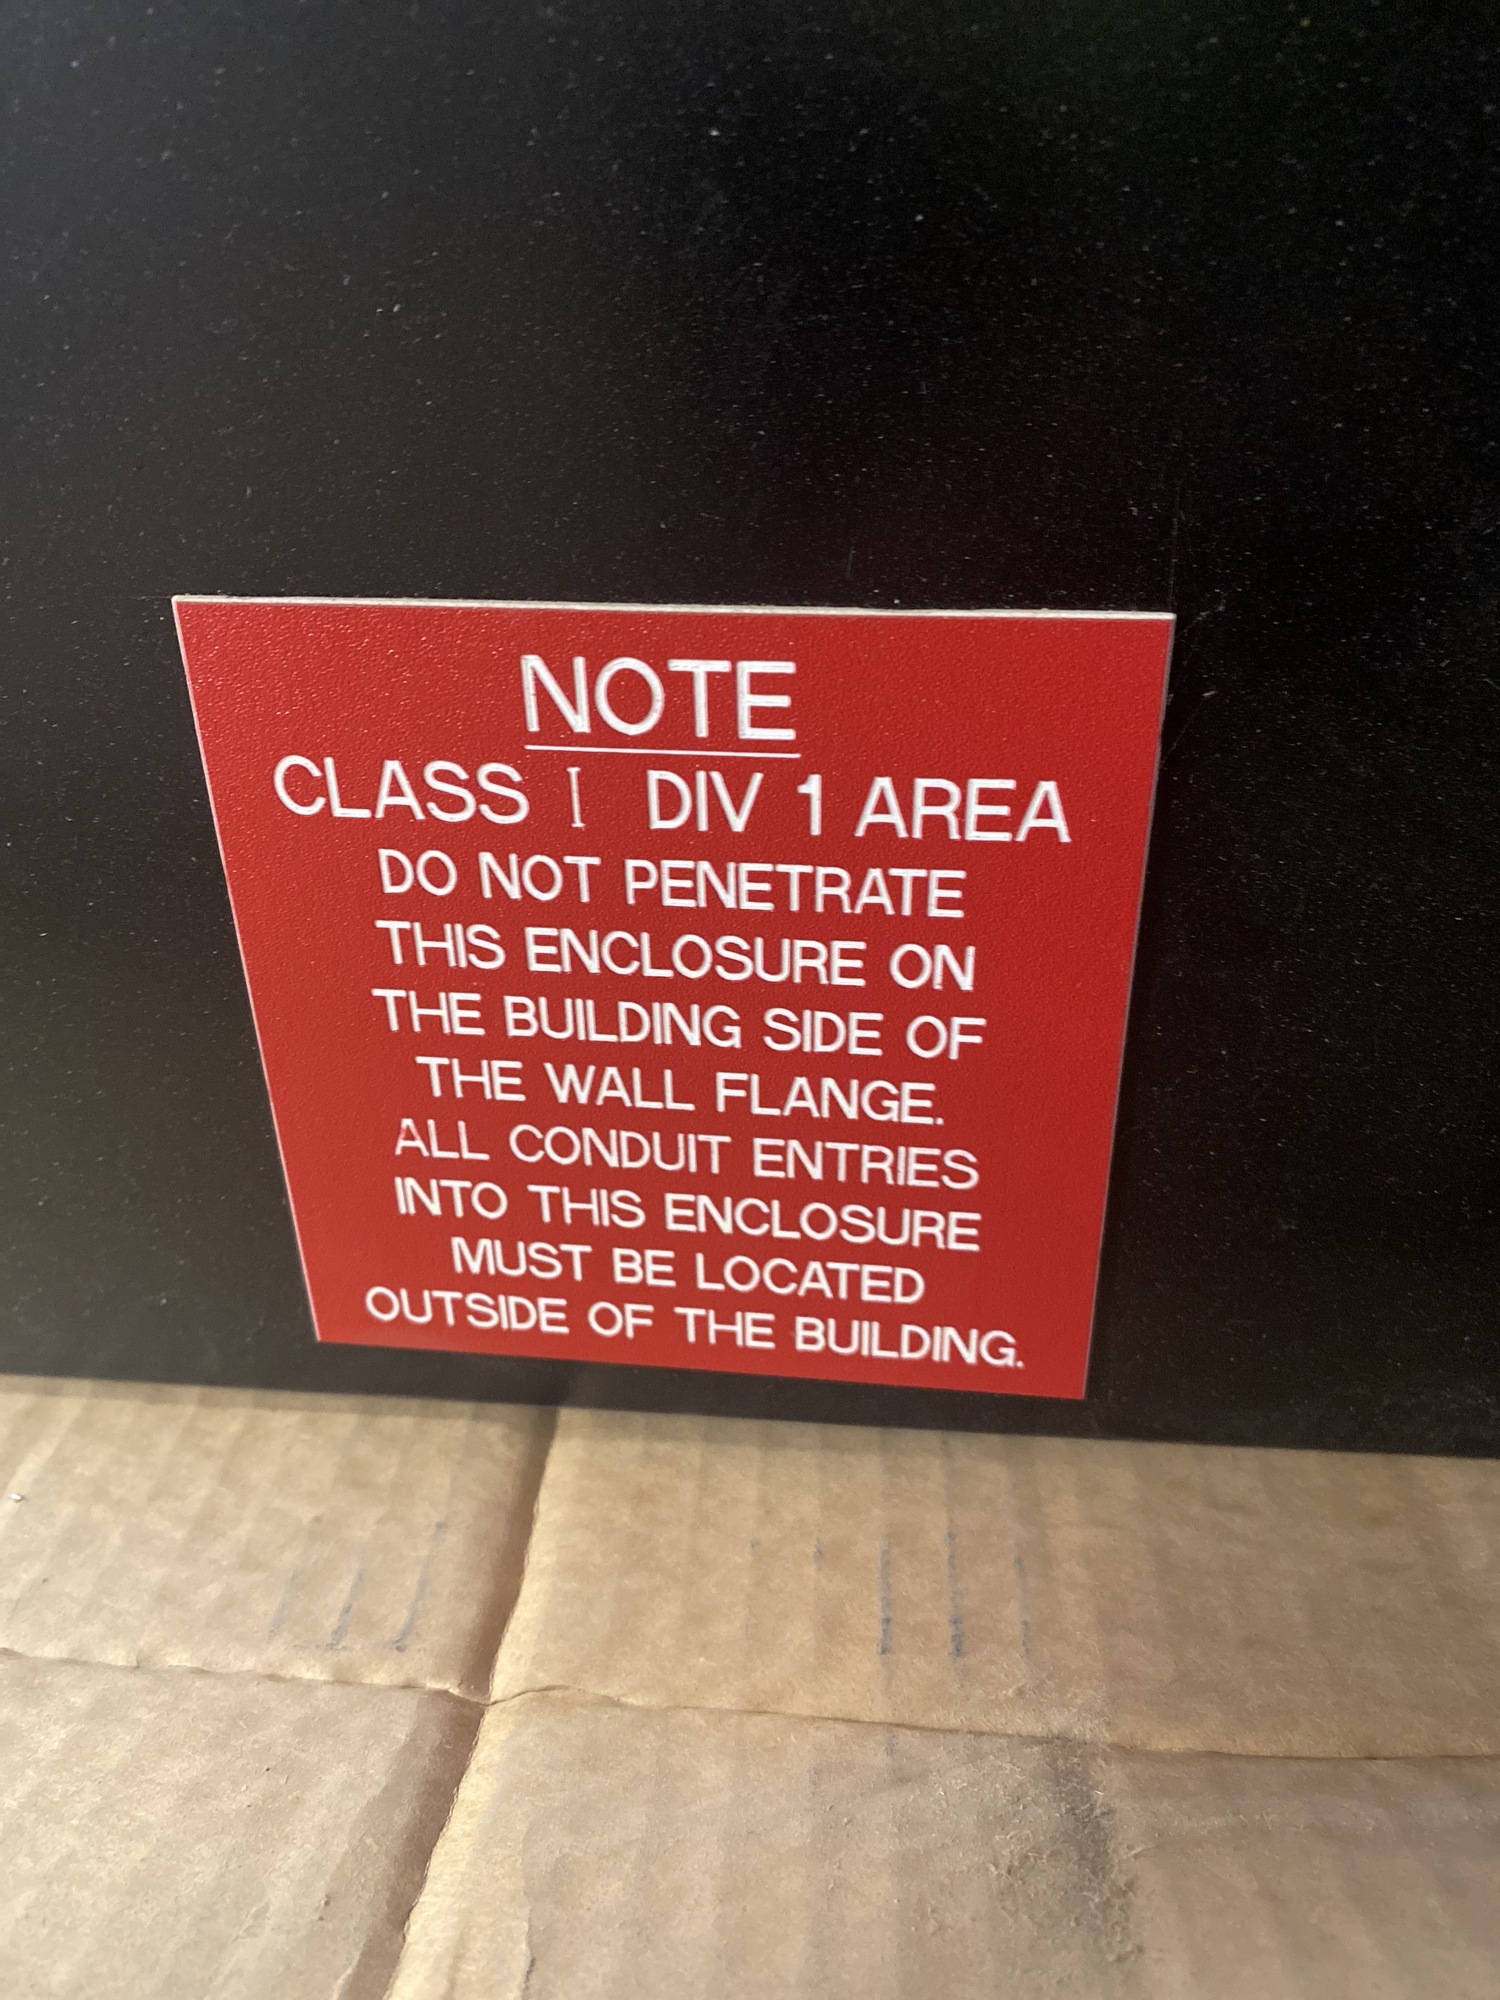 NOTE
CLASS I DIV 1 AREA
DO NOT PENETRATE
THIS ENCLOSURE ON
THE BUILDING SIDE OF
THE WALL FLANGE.
ALL CONDUIT ENTRIES
INTO THIS ENCLOSURE
MUST BE LOCATED
OUTSIDE OF THE BUILDING.